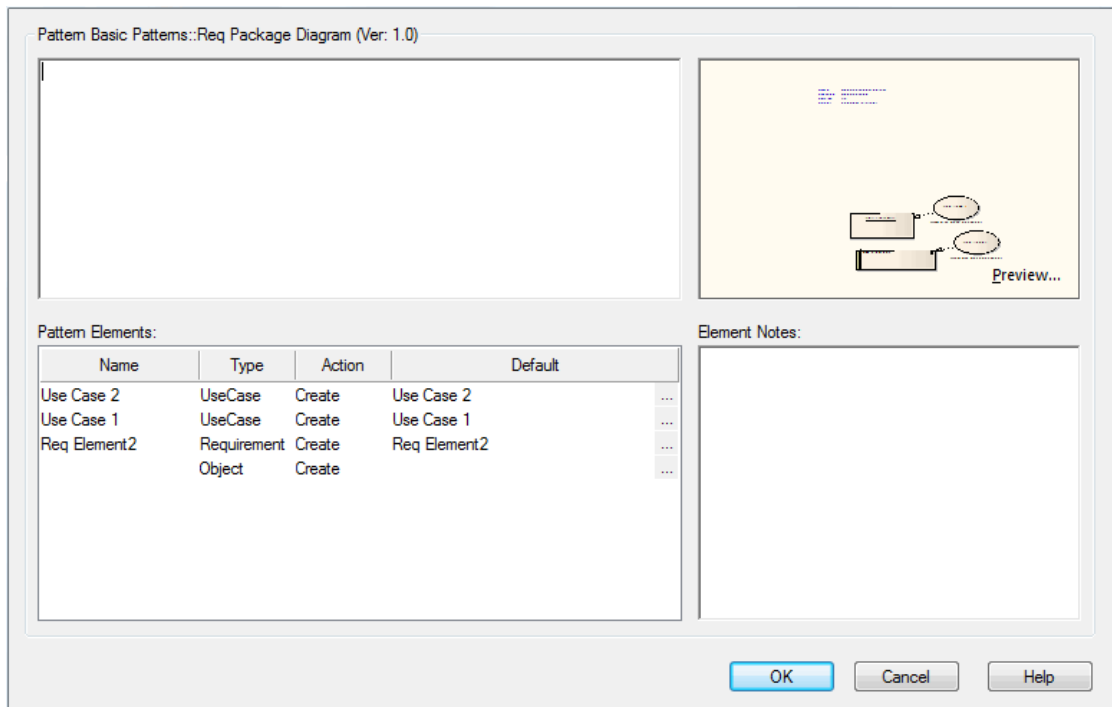 Pattern Basic Patterns::Req Package Diagram (Ver: 1.0)
Preview...
Pattern Elements:
Element Notes:
Name Type Action Default
Use Case 2 UseCase Create Use Case 2 ...
Use Case 1 UseCase Create Use Case 1 ...
Req Element2 Requirement Create Req Element2 ...
Object Create ...
OK Cancel Help